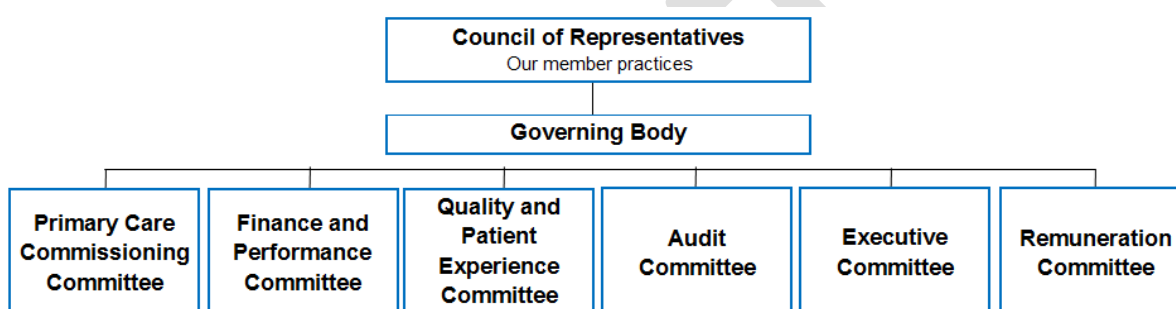 Council of Representatives
Our member practices
Governing Body
Primary Care
Commissioning
Committee
Finance and
Performance
Committee
Quality and
Patient
Experience
Committee
Audit
Committee
Executive
Committee
Remuneration
Committee